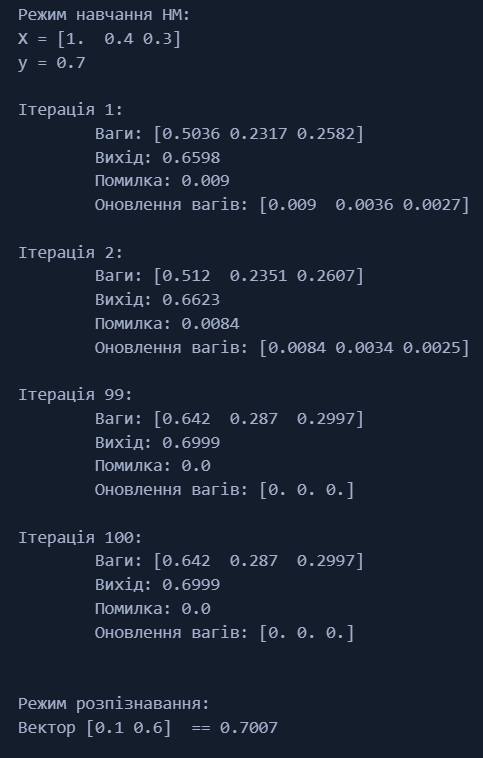 Режим навчання НМ:
X = [1.  0.4 0.3]
y = 0.7
Ітерація 1:
Ваги: [0.5036 0.2317 0.2582]
Вихід: 0.6598
Помилка: 0.009
Оновлення вагів: [0.009  0.0036 0.0027]
Ітерація 2:
Ваги: [0.512  0.2351 0.2607]
Вихід: 0.6623
Помилка: 0.0084
Оновлення вагів: [0.0084 0.0034 0.0025]
Ітерація 99:
Ваги: [0.642  0.287  0.2997]
Вихід: 0.6999
Помилка: 0.0
Оновлення вагів: [0. 0. 0.]
Ітерація 100:
Ваги: [0.642  0.287  0.2997]
Вихід: 0.6999
Помилка: 0.0
Оновлення вагів: [0. 0. 0.]
Режим розпізнавання:
Вектор [0.1 0.6]  == 0.7007